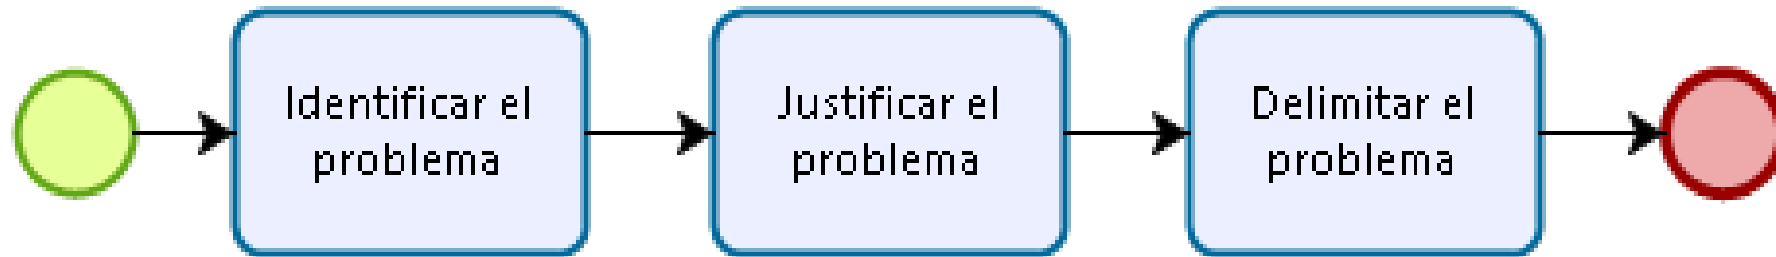 Identificar el
problema
Justificar el
problema
Delimitar el
problema